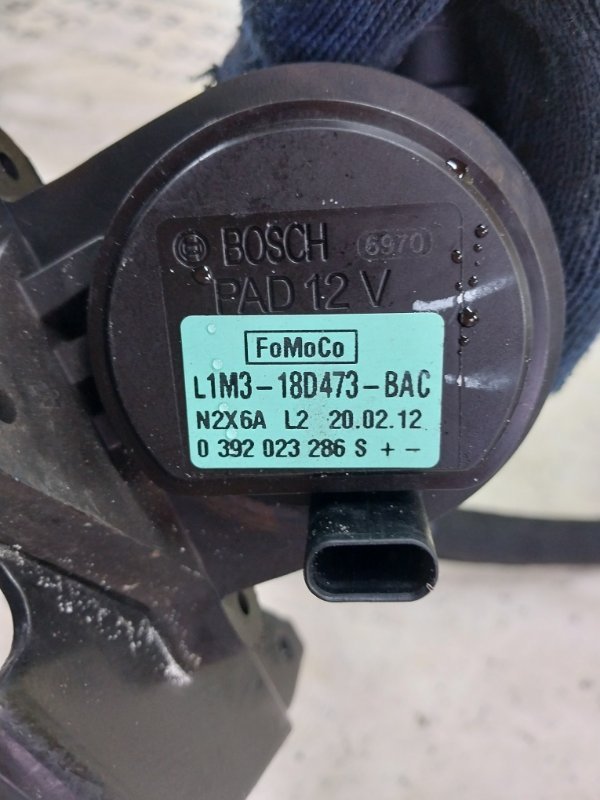 BOSCH 6970
PAD 12 V
FoMoCo
L1M3-18D473-BAC
N2X6A L2 20.02.12
0 392 023 286 S + -